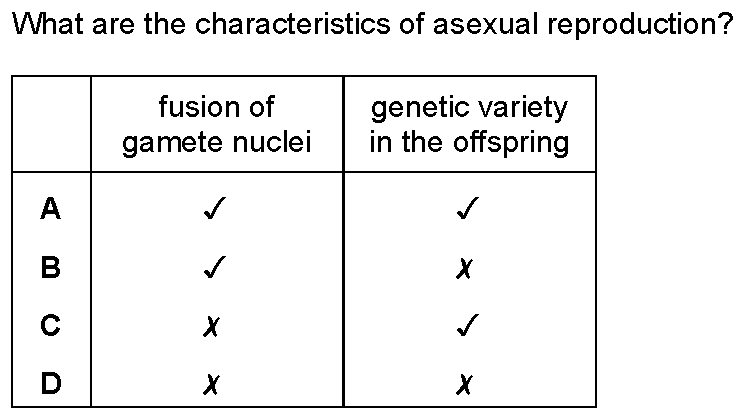 What are the characteristics of asexual reproduction?
fusion of gamete nuclei | genetic variety in the offspring
A ✓ ✓
B ✓ ✗
C ✗ ✓
D ✗ ✗